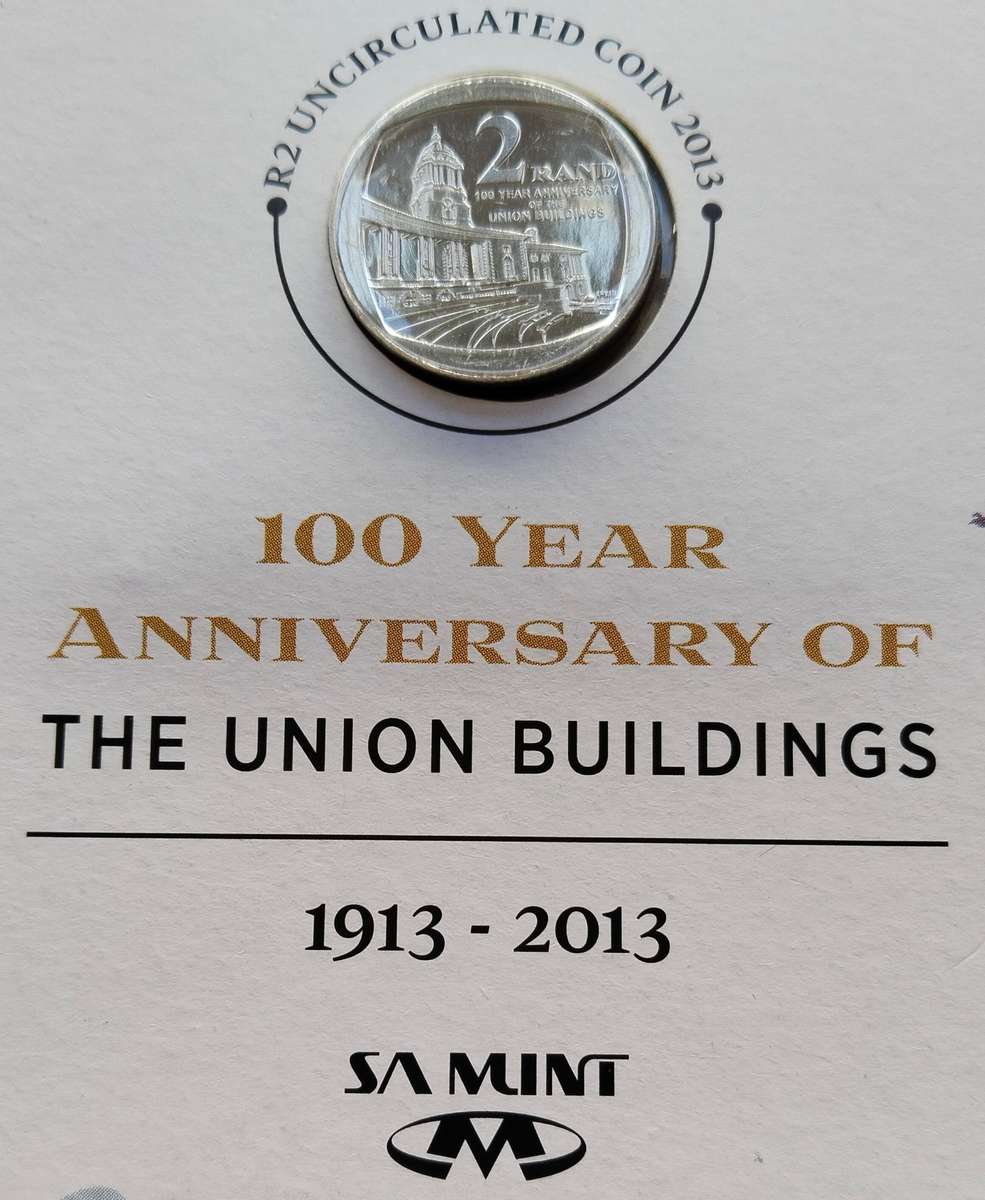 R2 UNCIRCULATED COIN 2013
2 RAND
100 YEAR ANNIVERSARY
OF THE
UNION BUILDINGS
100 YEAR
ANNIVERSARY OF
THE UNION BUILDINGS
1913 - 2013
SA MINT